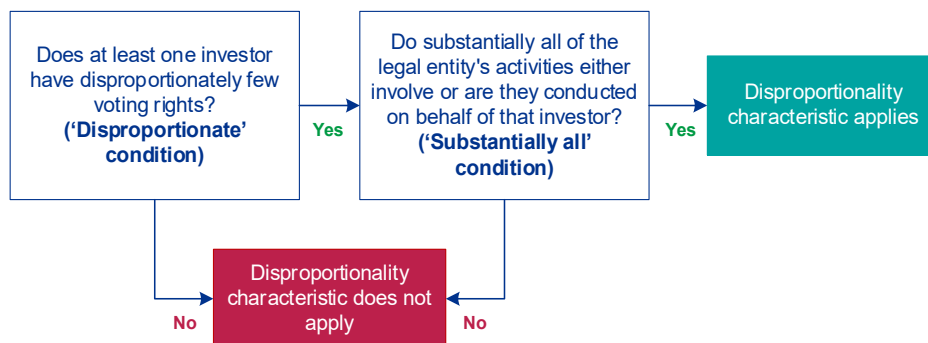 Does at least one investor
have disproportionately few
voting rights?
(‘Disproportionate’
condition)
Yes
Do substantially all of the
legal entity's activities either
involve or are they conducted
on behalf of that investor?
(‘Substantially all’
condition)
Yes
Disproportionality
characteristic applies
Disproportionality
characteristic does not
apply
No
No